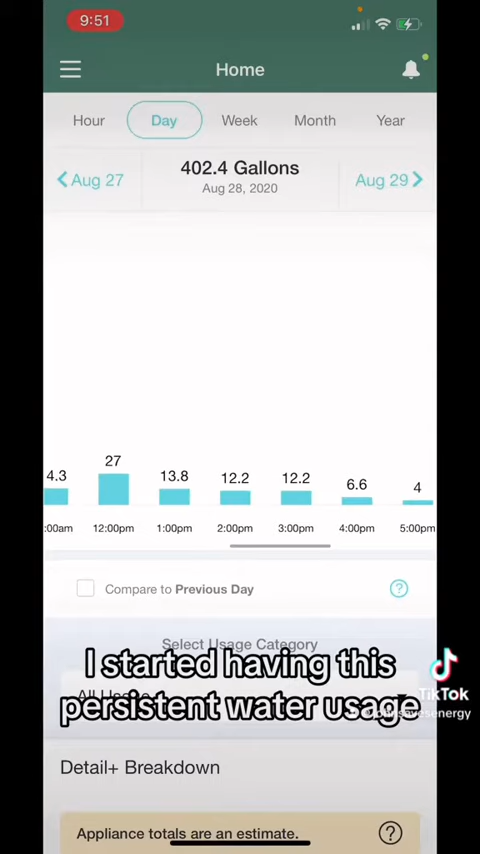 9:51
Home
Hour Day Week Month Year
Aug 27 402.4 Gallons Aug 29
Aug 28, 2020
4.3 27 13.8 12.2 12.2 6.6 4
:00am 12:00pm 1:00pm 2:00pm 3:00pm 4:00pm 5:00pm
Compare to Previous Day ?
Select Usage Category
I started having this
persistent water usage
TikTok
Detail+ Breakdown
Appliance totals are an estimate. ?